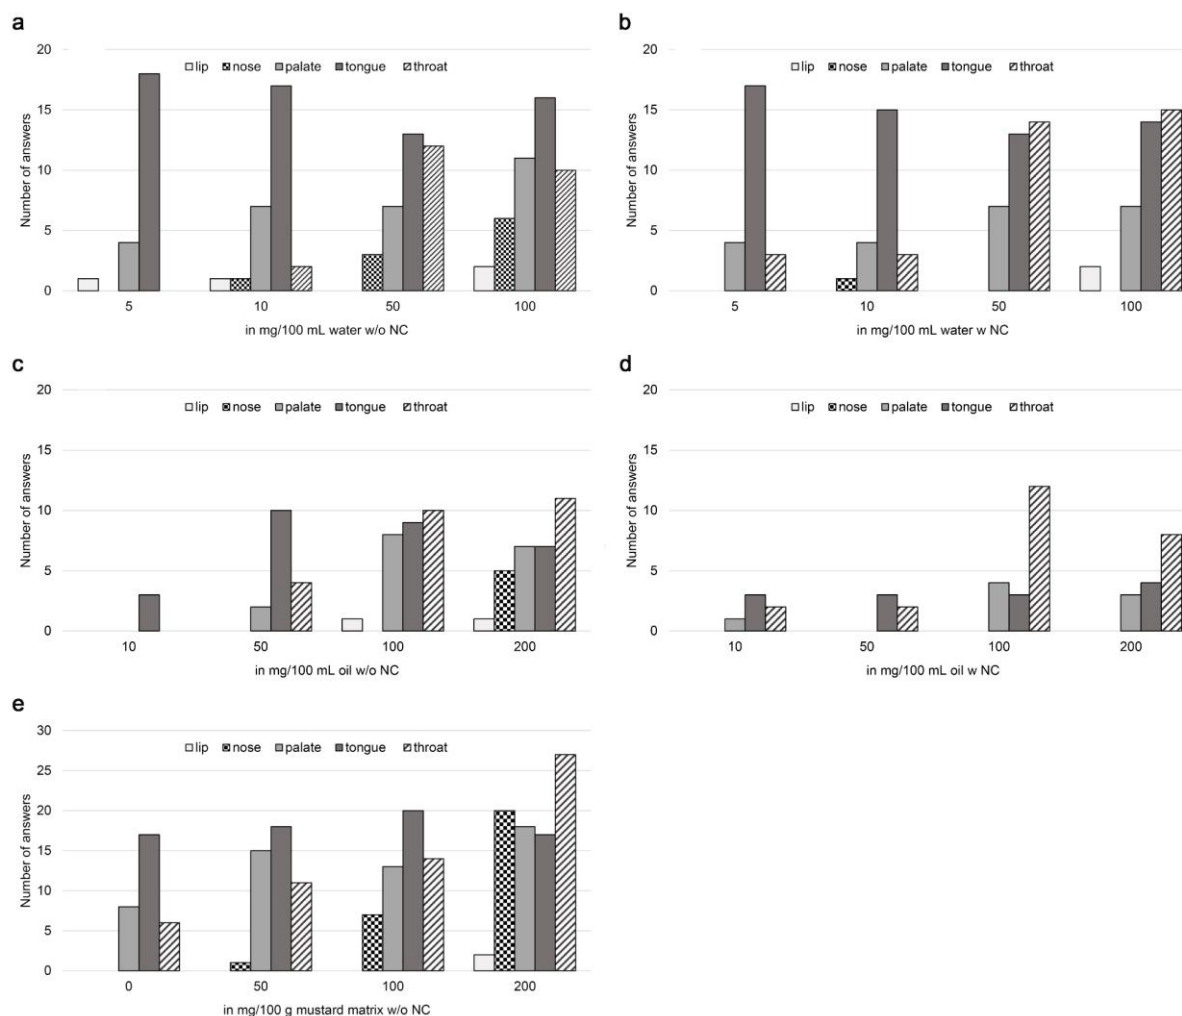 a
20
lip nose palate tongue throat
15
10
5
0
Number of answers
5 10 50 100
in mg/100 mL water w/o NC
b
20
lip nose palate tongue throat
15
10
5
0
Number of answers
5 10 50 100
in mg/100 mL water w NC
c
20
lip nose palate tongue throat
15
10
5
0
Number of answers
10 50 100 200
in mg/100 mL oil w/o NC
d
20
lip nose palate tongue throat
15
10
5
0
Number of answers
10 50 100 200
in mg/100 mL oil w NC
e
30
lip nose palate tongue throat
25
20
15
10
5
0
Number of answers
0 50 100 200
in mg/100 g mustard matrix w/o NC